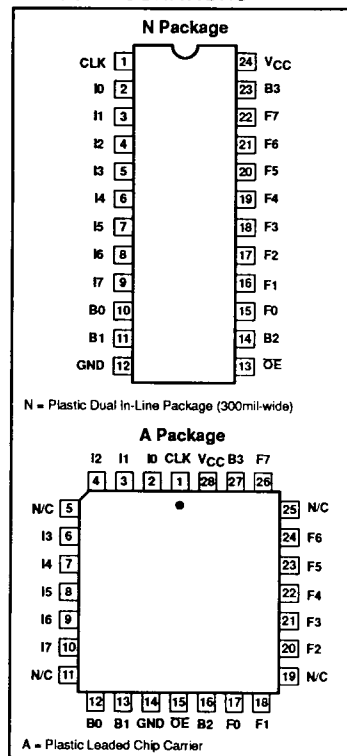 N Package
CLK 1 24 VCC
I0 2 23 B3
I1 3 22 F7
I2 4 21 F6
I3 5 20 F5
I4 6 19 F4
I5 7 18 F3
I6 8 17 F2
I7 9 16 F1
B0 10 15 F0
B1 11 14 B2
GND 12 13 O̅E̅
N = Plastic Dual In-Line Package (300mil-wide)
A Package
I2 I1 I0 CLK VCC B3 F7
4 3 2 1 28 27 26
N/C 5 25 N/C
I3 6 24 F6
I4 7 23 F5
I5 8 22 F4
I6 9 21 F3
I7 10 20 F2
N/C 11 19 N/C
12 13 14 15 16 17 18
B0 B1 GND O̅E̅ B2 F0 F1
A = Plastic Leaded Chip Carrier